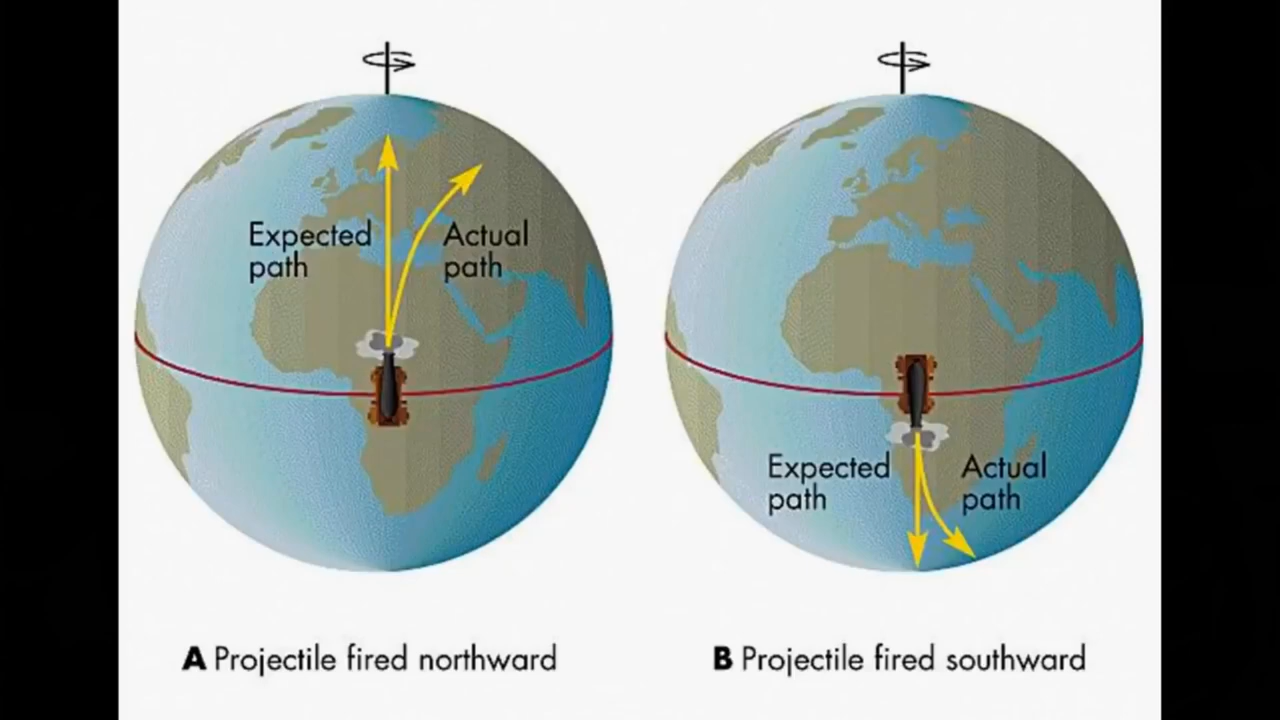 Expected
path
Actual
path
A Projectile fired northward
Expected
path
Actual
path
B Projectile fired southward